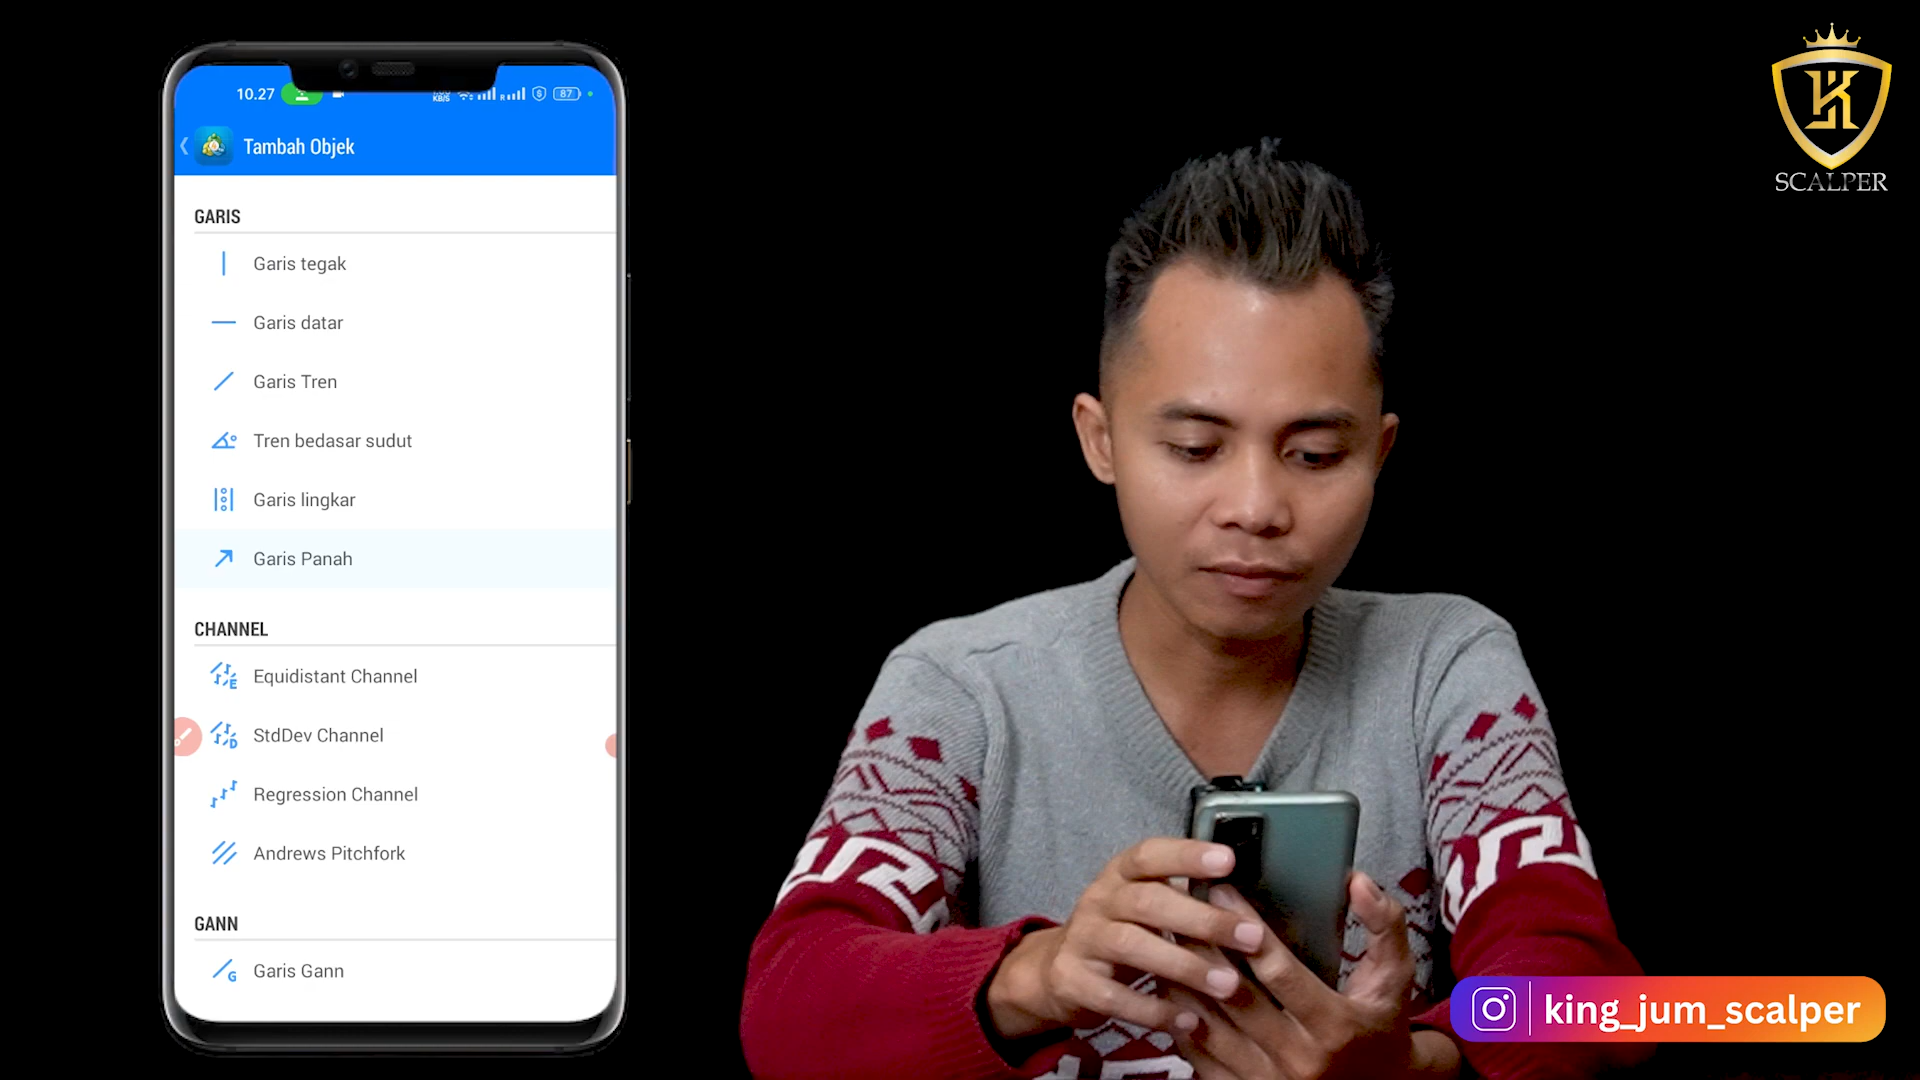 10.27
87
Tambah Objek
GARIS
Garis tegak
Garis datar
Garis Tren
Tren bedasar sudut
Garis lingkar
Garis Panah
CHANNEL
Equidistant Channel
StdDev Channel
Regression Channel
Andrews Pitchfork
GANN
Garis Gann
SCALPER
king_jum_scalper